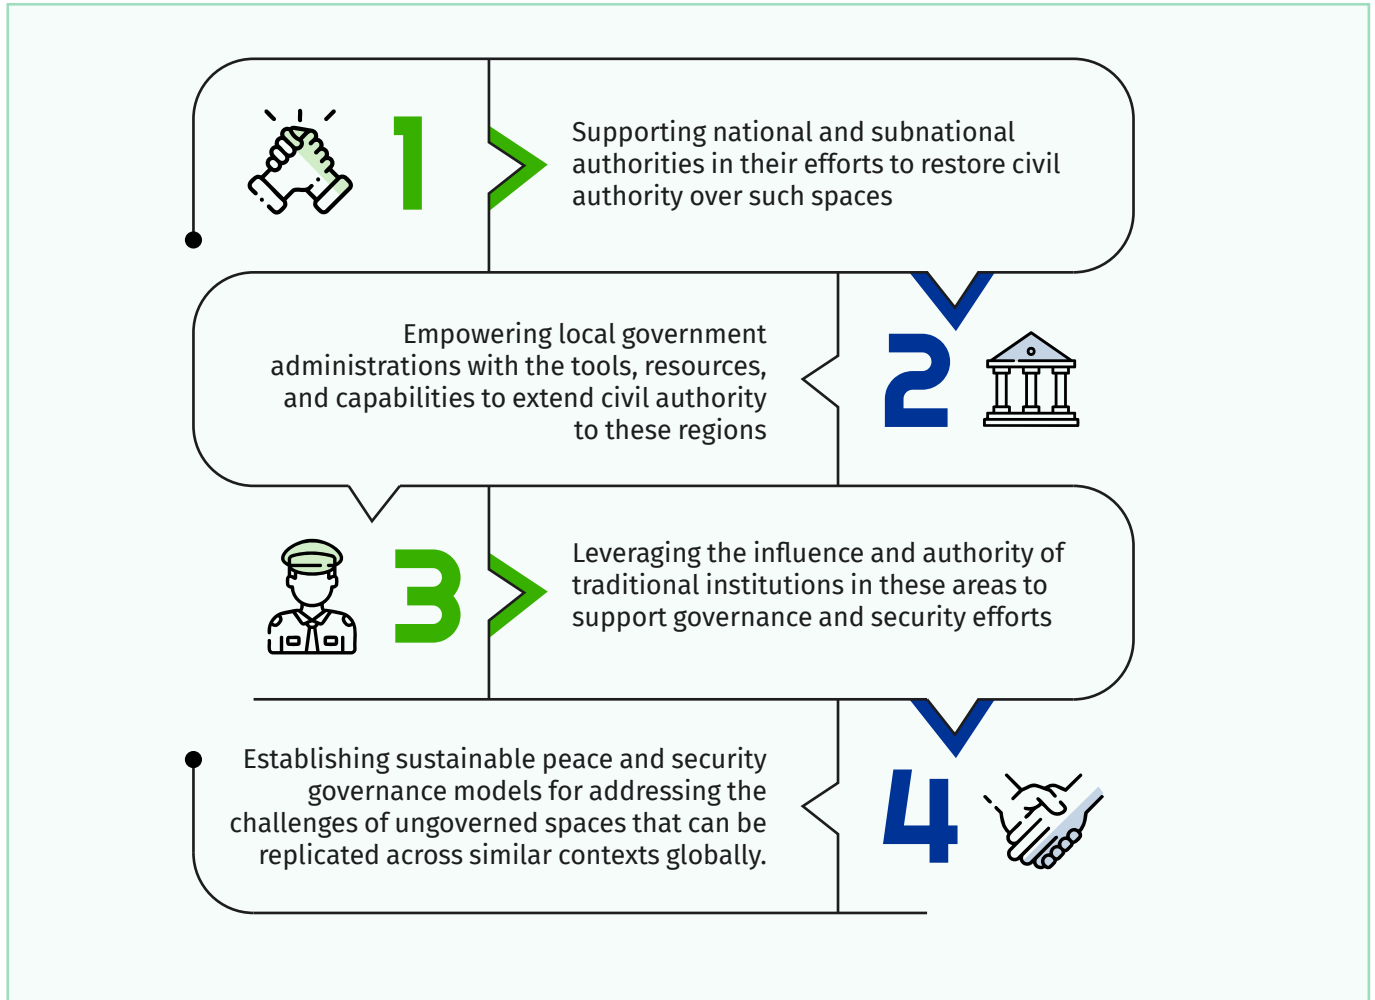 1
Supporting national and subnational
authorities in their efforts to restore civil
authority over such spaces
2
Empowering local government
administrations with the tools, resources,
and capabilities to extend civil authority
to these regions
3
Leveraging the influence and authority of
traditional institutions in these areas to
support governance and security efforts
4
Establishing sustainable peace and security
governance models for addressing the
challenges of ungoverned spaces that can be
replicated across similar contexts globally.